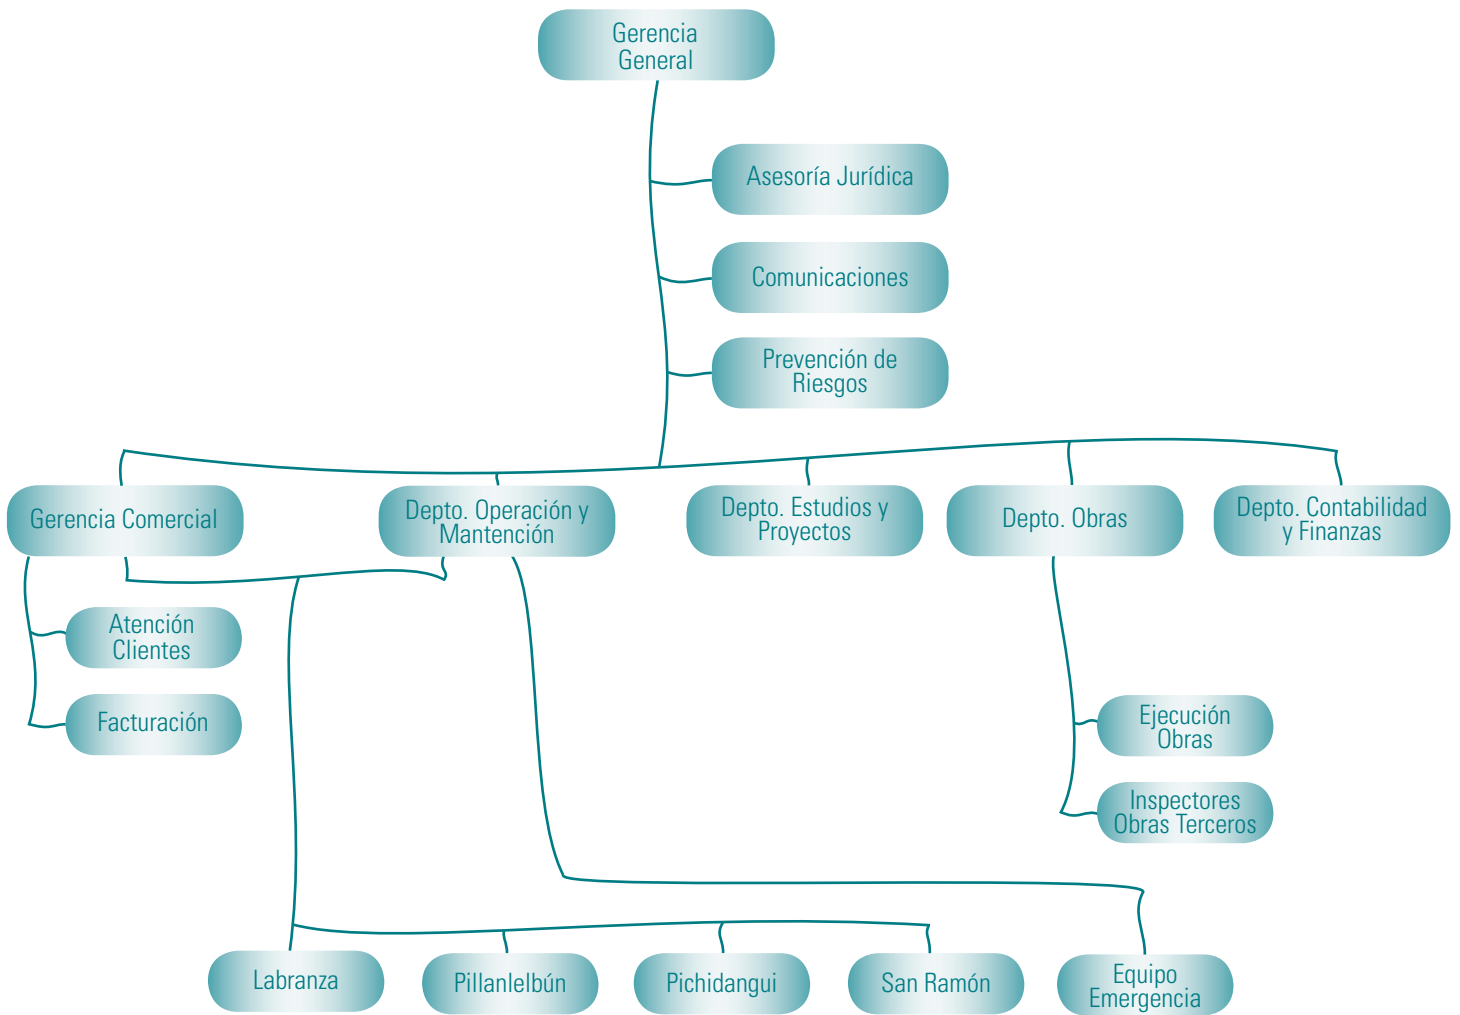 Gerencia
General
Asesoría Jurídica
Comunicaciones
Prevención de
Riesgos
Gerencia Comercial
Depto. Operación y
Mantención
Depto. Estudios y
Proyectos
Depto. Obras
Depto. Contabilidad
y Finanzas
Atención
Clientes
Facturación
Ejecución
Obras
Inspectores
Obras Terceros
Labranza
Pillanlelbún
Pichidangui
San Ramón
Equipo
Emergencia